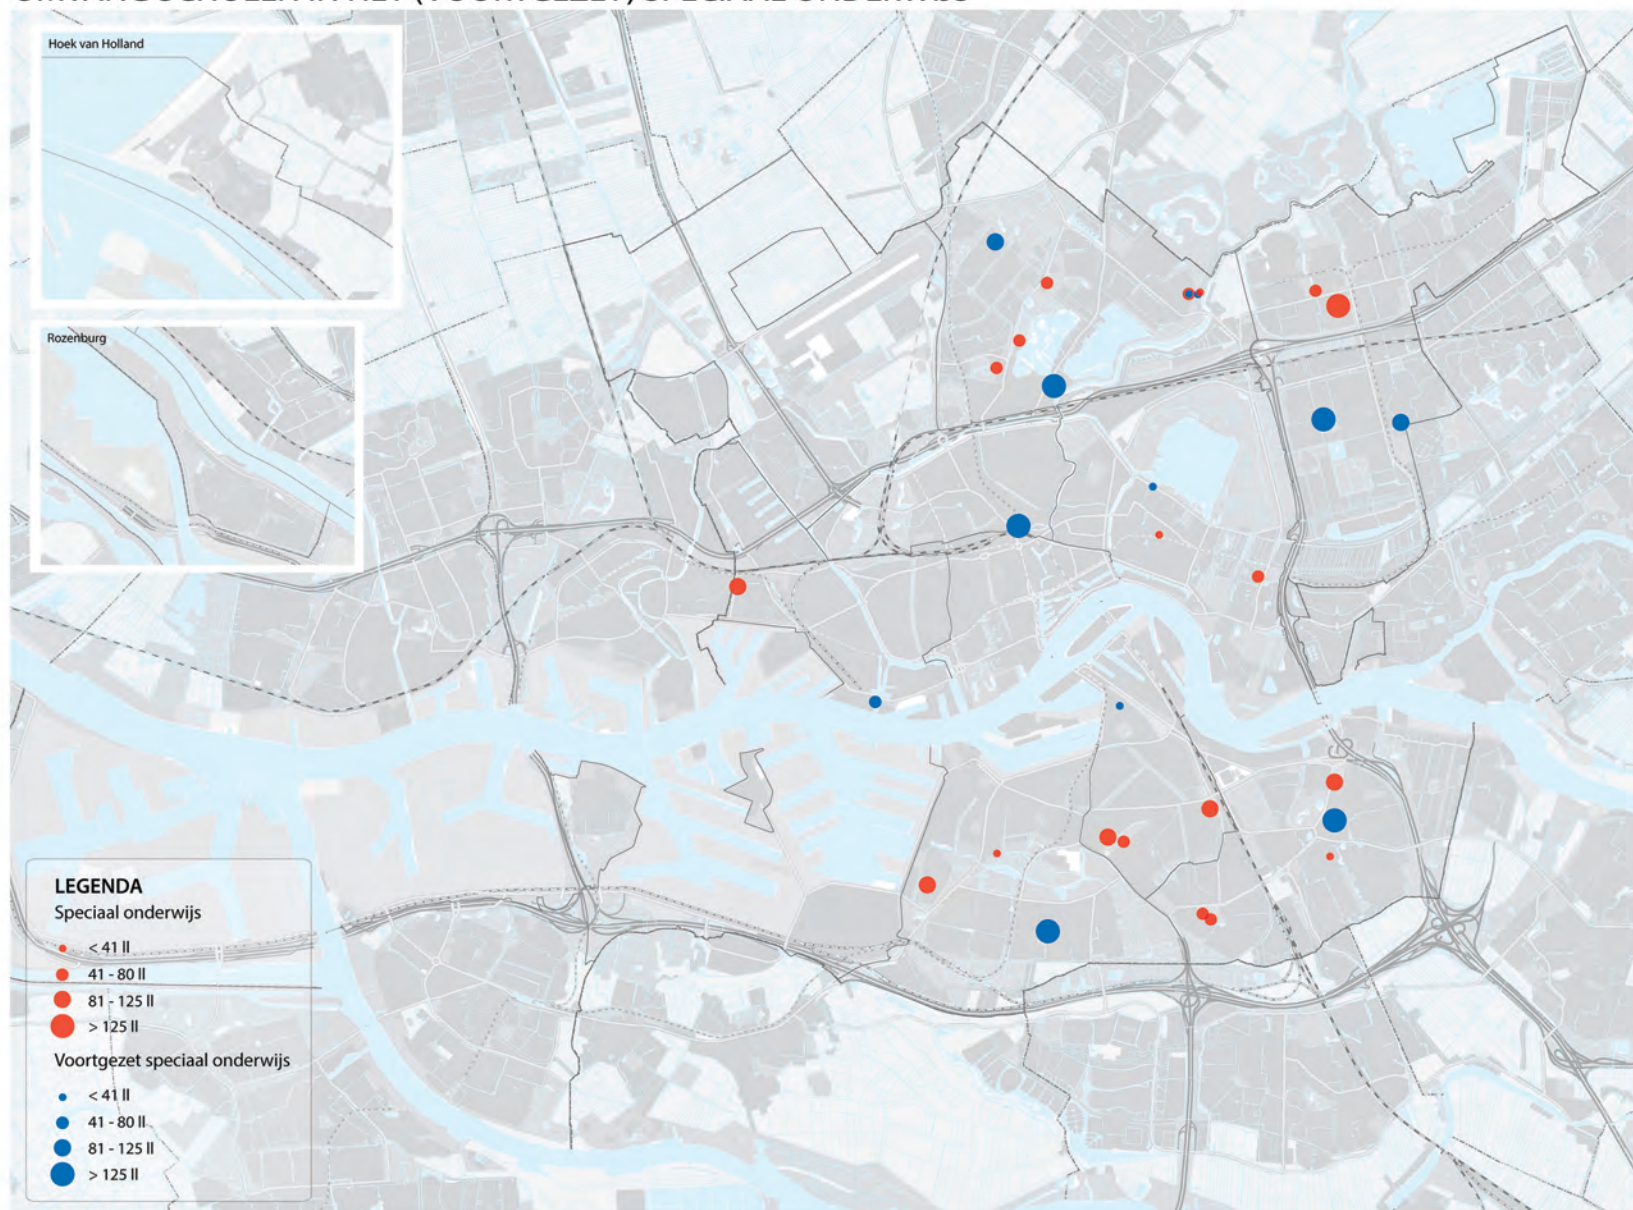 Hoek van Holland
Rozenburg
LEGENDA
Speciaal onderwijs
< 41 ll
41 - 80 ll
81 - 125 ll
> 125 ll
Voortgezet speciaal onderwijs
< 41 ll
41 - 80 ll
81 - 125 ll
> 125 ll